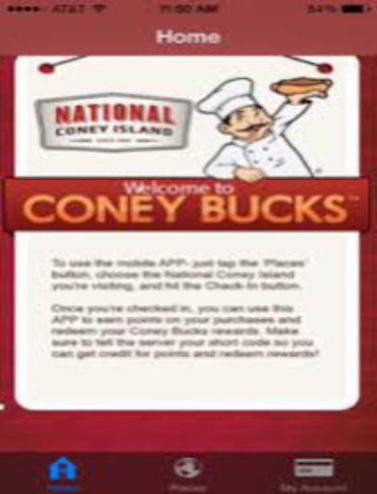 AT&T 11:50 AM 54%
Home
NATIONAL
CONEY ISLAND
Welcome to
CONEY BUCKS
To use the mobile APP- just tap the 'Places'
button, choose the National Coney Island
you're visiting, and hit the Check-In button.
Once you're checked in, you can use this
APP to earn points on your purchases and
redeem your Coney Bucks rewards. Make
sure to tell the server your short code so you
can get credit for points and redeem rewards!
Home Places My Account